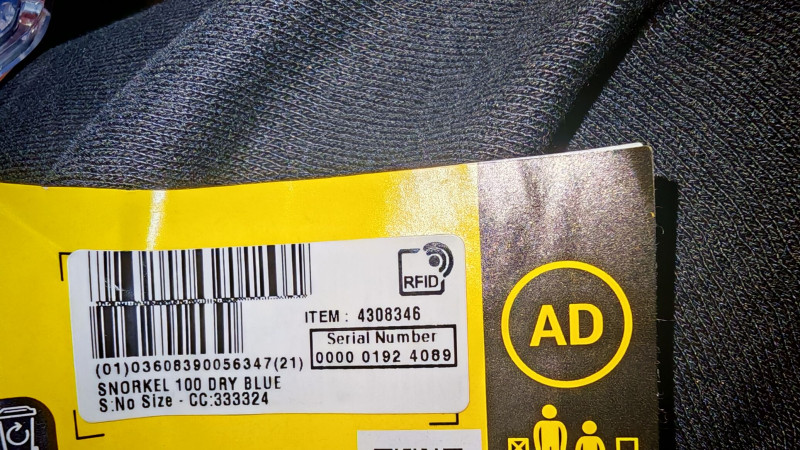 RFID
ITEM : 4308346
Serial Number
0000 0192 4089
(01)03608390056347(21)
SNORKEL 100 DRY BLUE
S:No Size - CC:333324
AD